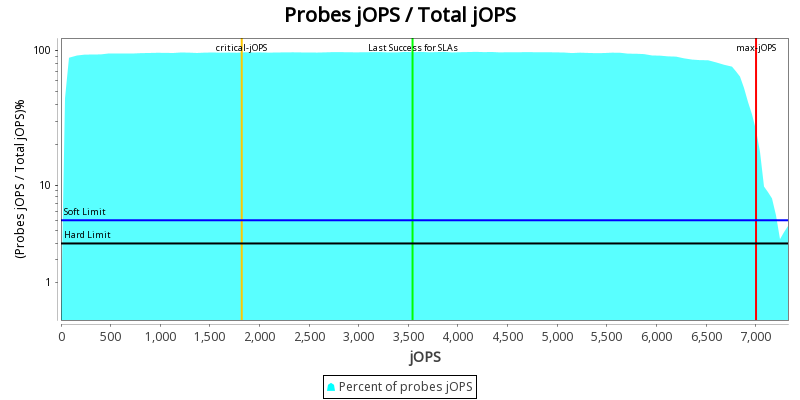 Probes jOPS / Total jOPS
(Probes jOPS / Total jOPS)%
100
10
1
critical-jOPS
Last Success for SLAs
max-jOPS
Soft Limit
Hard Limit
0
500
1,000
1,500
2,000
2,500
3,000
3,500
4,000
4,500
5,000
5,500
6,000
6,500
7,000
jOPS
Percent of probes jOPS